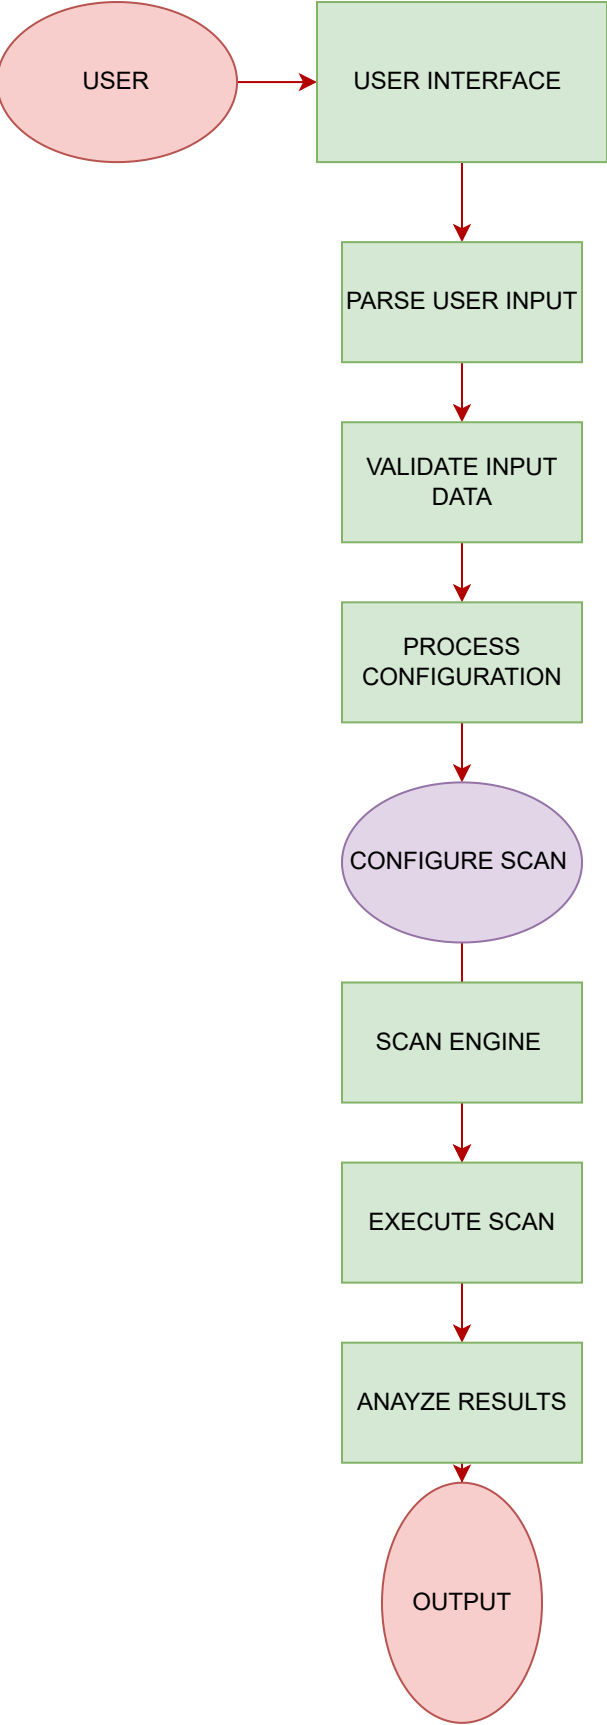 USER
USER INTERFACE
PARSE USER INPUT
VALIDATE INPUT
DATA
PROCESS
CONFIGURATION
CONFIGURE SCAN
SCAN ENGINE
EXECUTE SCAN
ANAYZE RESULTS
OUTPUT